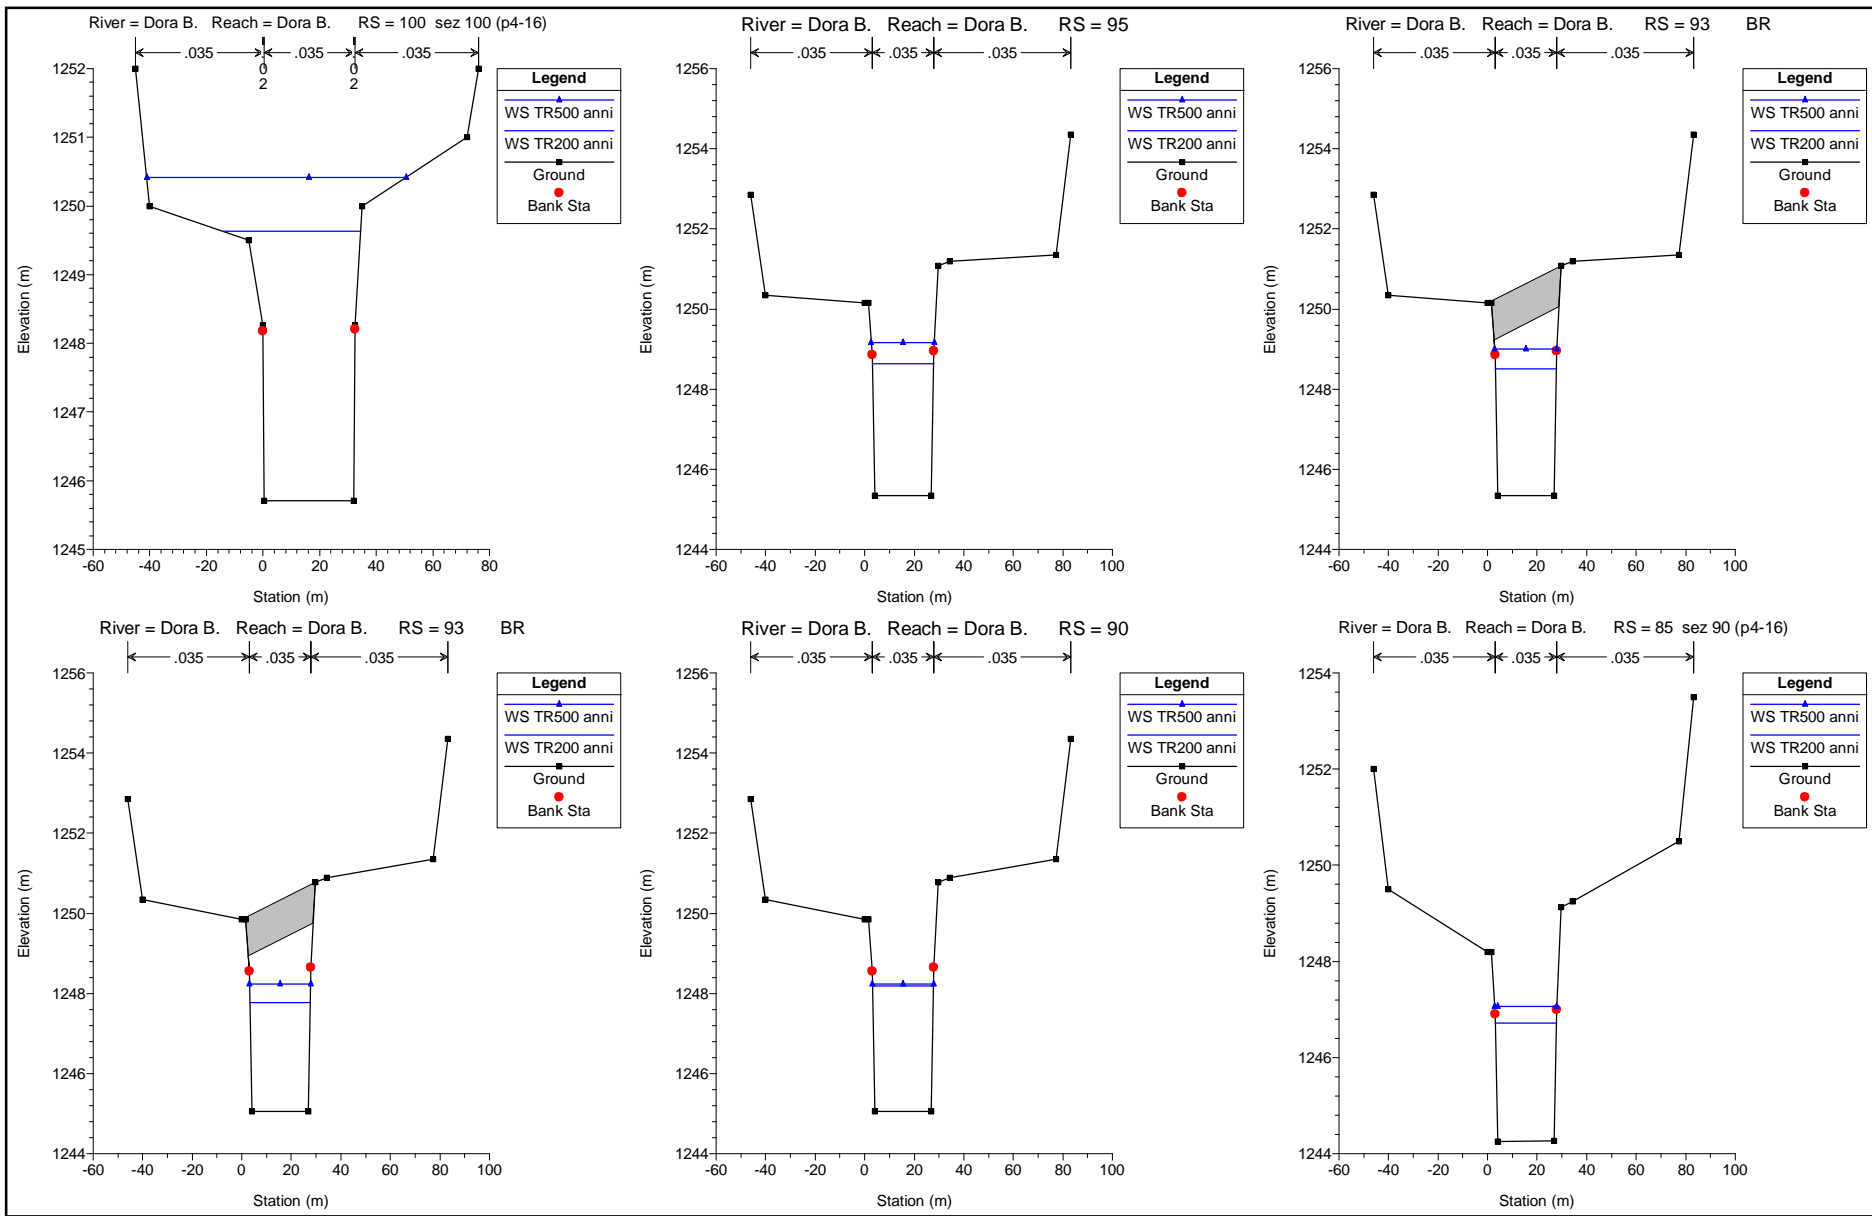 River = Dora B. Reach = Dora B. RS = 100 sez 100 (p4-16)
.035
.035
.035
0
2
0
2
Legend
WS TR500 anni
WS TR200 anni
Ground
Bank Sta
Elevation (m)
1252
1251
1250
1249
1248
1247
1246
1245
-60 -40 -20 0 20 40 60 80
Station (m)
River = Dora B. Reach = Dora B. RS = 95
.035
.035
.035
Legend
WS TR500 anni
WS TR200 anni
Ground
Bank Sta
Elevation (m)
1256
1254
1252
1250
1248
1246
1244
-60 -40 -20 0 20 40 60 80 100
Station (m)
River = Dora B. Reach = Dora B. RS = 93 BR
.035
.035
.035
Legend
WS TR500 anni
WS TR200 anni
Ground
Bank Sta
Elevation (m)
1256
1254
1252
1250
1248
1246
1244
-60 -40 -20 0 20 40 60 80 100
Station (m)
River = Dora B. Reach = Dora B. RS = 93 BR
.035
.035
.035
Legend
WS TR500 anni
WS TR200 anni
Ground
Bank Sta
Elevation (m)
1256
1254
1252
1250
1248
1246
1244
-60 -40 -20 0 20 40 60 80 100
Station (m)
River = Dora B. Reach = Dora B. RS = 90
.035
.035
.035
Legend
WS TR500 anni
WS TR200 anni
Ground
Bank Sta
Elevation (m)
1256
1254
1252
1250
1248
1246
1244
-60 -40 -20 0 20 40 60 80 100
Station (m)
River = Dora B. Reach = Dora B. RS = 85 sez 90 (p4-16)
.035
.035
.035
Legend
WS TR500 anni
WS TR200 anni
Ground
Bank Sta
Elevation (m)
1254
1252
1250
1248
1246
1244
-60 -40 -20 0 20 40 60 80 100
Station (m)